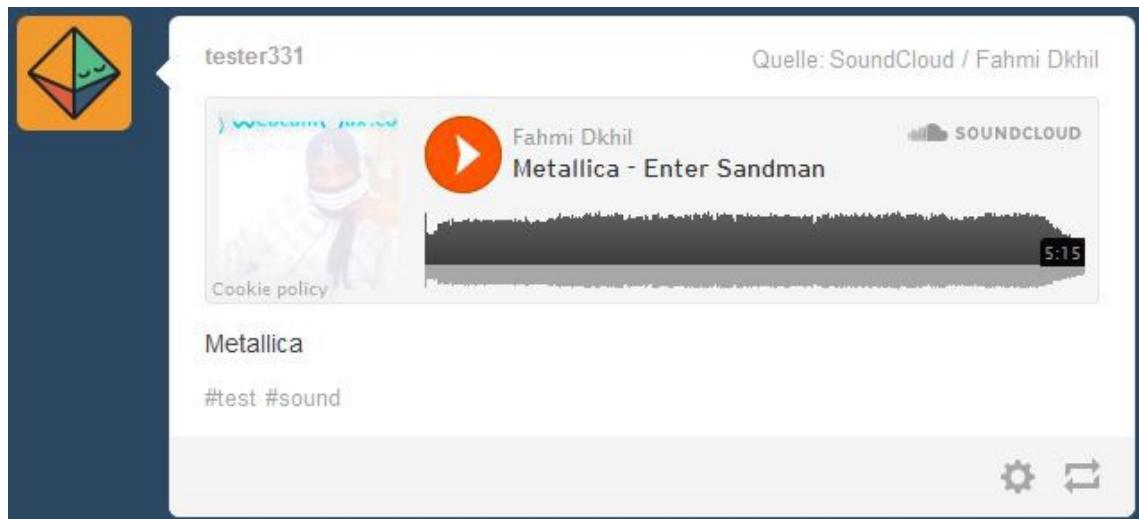 tester331
Quelle: SoundCloud / Fahmi Dkhil
Fahmi Dkhil
SOUNDCLOUD
Metallica - Enter Sandman
5:15
Cookie policy
Metallica
#test #sound